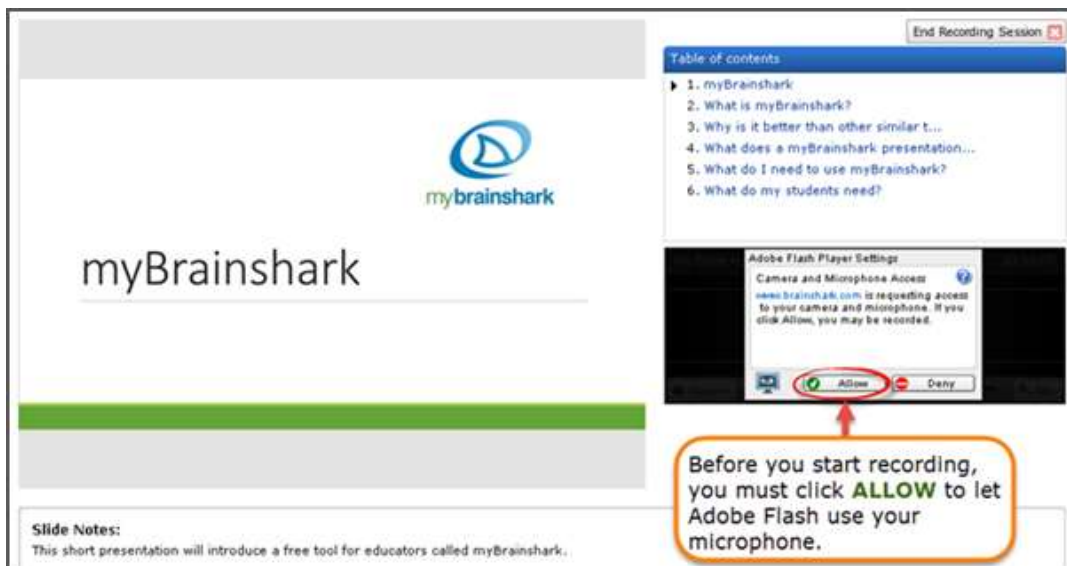 End Recording Session
Table of contents
1. myBrainshark
2. What is myBrainshark?
3. Why is it better than other similar t...
4. What does a myBrainshark presentation...
5. What do I need to use myBrainshark?
6. What do my students need?
mybrainshark
myBrainshark
Adobe Flash Player Settings
Camera and Microphone Access
www.brainshark.com is requesting access
to your camera and microphone. If you
click Allow, you may be recorded.
Allow
Deny
Before you start recording,
you must click ALLOW to let
Adobe Flash use your
microphone.
Slide Notes:
This short presentation will introduce a free tool for educators called myBrainshark.